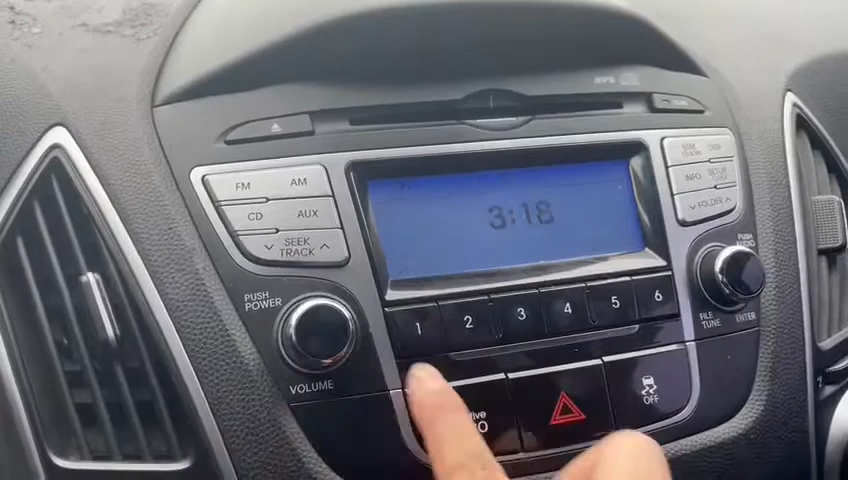 MP3
FM AM
CD AUX
SEEK
TRACK
3:18
INFO SETUP
FOLDER
PUSH
POWER
VOLUME
1 2 3 4 5 6
PUSH
AUDIO
FILE
TUNE
ENTER
OFF